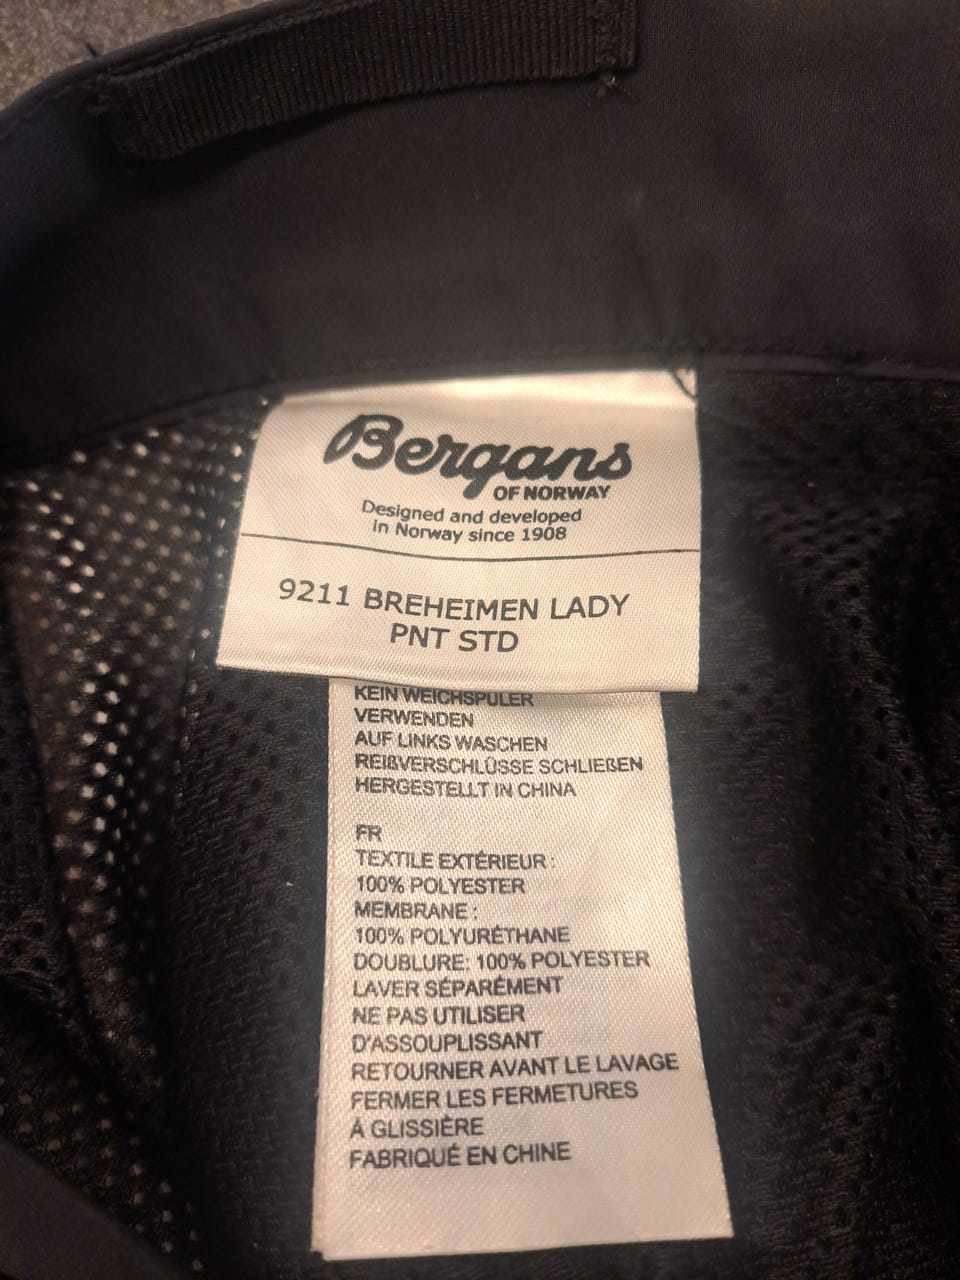 Bergans
OF NORWAY
Designed and developed
in Norway since 1908
9211 BREHEIMEN LADY
PNT STD
KEIN WEICHSPÜLER
VERWENDEN
AUF LINKS WASCHEN
REIßVERSCHLÜSSE SCHLIEßEN
HERGESTELLT IN CHINA
FR
TEXTILE EXTÉRIEUR :
100% POLYESTER
MEMBRANE :
100% POLYURÉTHANE
DOUBLURE: 100% POLYESTER
LAVER SÉPARÉMENT
NE PAS UTILISER
D'ASSOUPLISSANT
RETOURNER AVANT LE LAVAGE
FERMER LES FERMETURES
À GLISSIÈRE
FABRIQUÉ EN CHINE